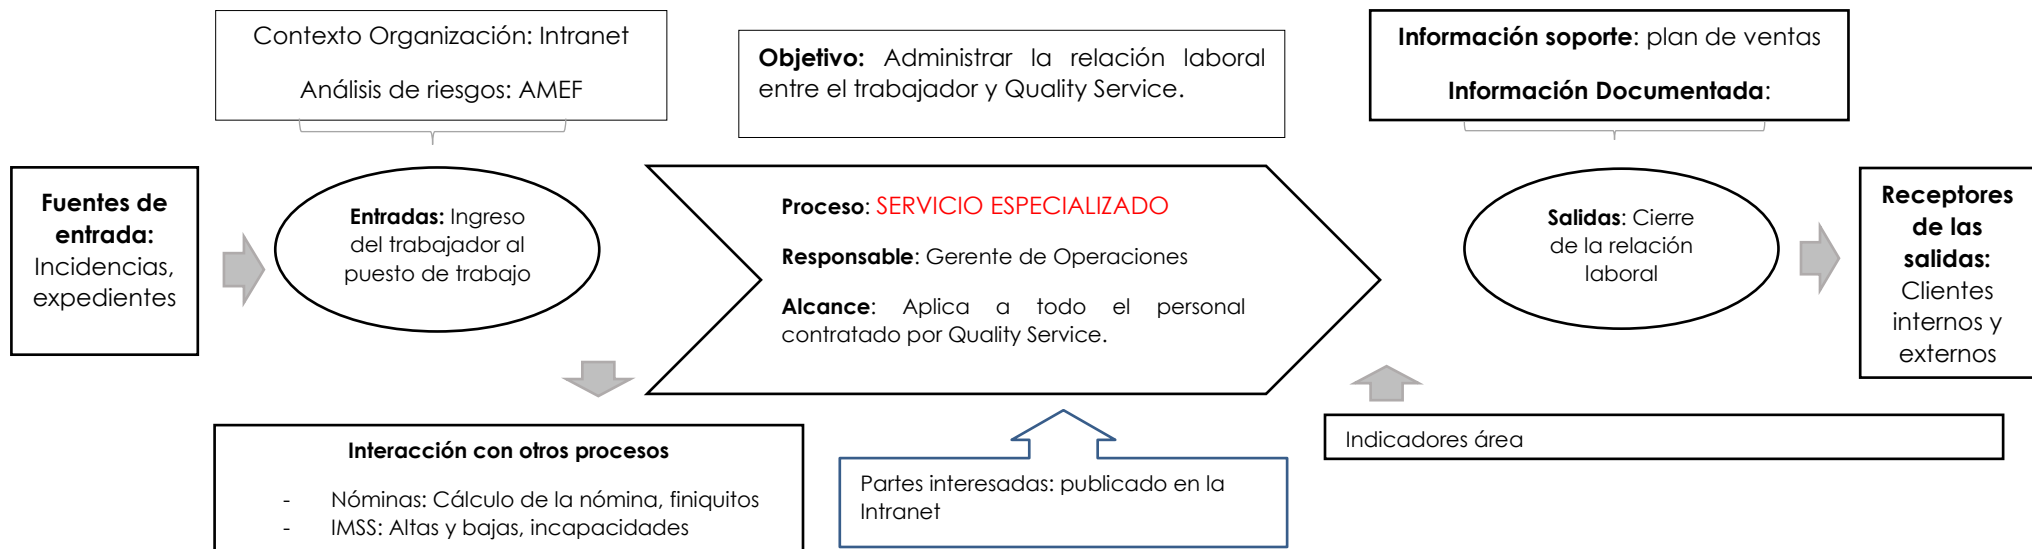 Contexto Organización: Intranet
Análisis de riesgos: AMEF
Objetivo: Administrar la relación laboral
entre el trabajador y Quality Service.
Información soporte: plan de ventas
Información Documentada:
Fuentes de
entrada:
Incidencias,
expedientes
Entradas: Ingreso
del trabajador al
puesto de trabajo
Proceso: SERVICIO ESPECIALIZADO
Responsable: Gerente de Operaciones
Alcance: Aplica a todo el personal
contratado por Quality Service.
Salidas: Cierre
de la relación
laboral
Receptores
de las
salidas:
Clientes
internos y
externos
Interacción con otros procesos
- Nóminas: Cálculo de la nómina, finiquitos
- IMSS: Altas y bajas, incapacidades
Partes interesadas: publicado en la
Intranet
Indicadores área